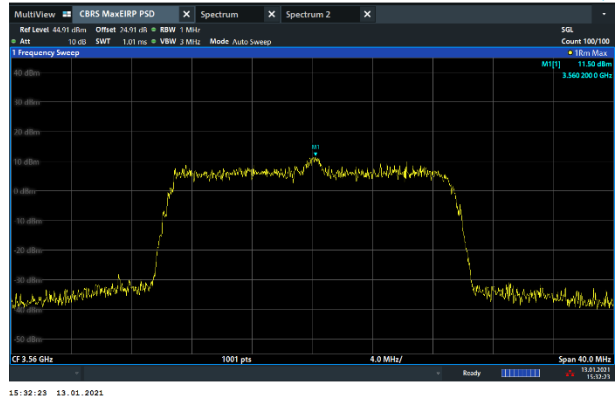 MultiView CBRS MaxEIRP PSD X Spectrum X Spectrum 2 X
Ref Level 44.91 dBm Offset 24.91 dB RBW 1 MHz SGL
Att 10 dB SWT 1.01 ms VBW 3 MHz Mode Auto Sweep Count 100/100
1 Frequency Sweep 1Rm Max
M1[1] 11.50 dBm
3.560 200 0 GHz
40 dBm
30 dBm
20 dBm
M1
10 dBm
0 dBm
-10 dBm
-20 dBm
-30 dBm
-40 dBm
-50 dBm
CF 3.56 GHz 1001 pts 4.0 MHz/ Span 40.0 MHz
Ready 13.01.2021
15:32:23
15:32:23 13.01.2021